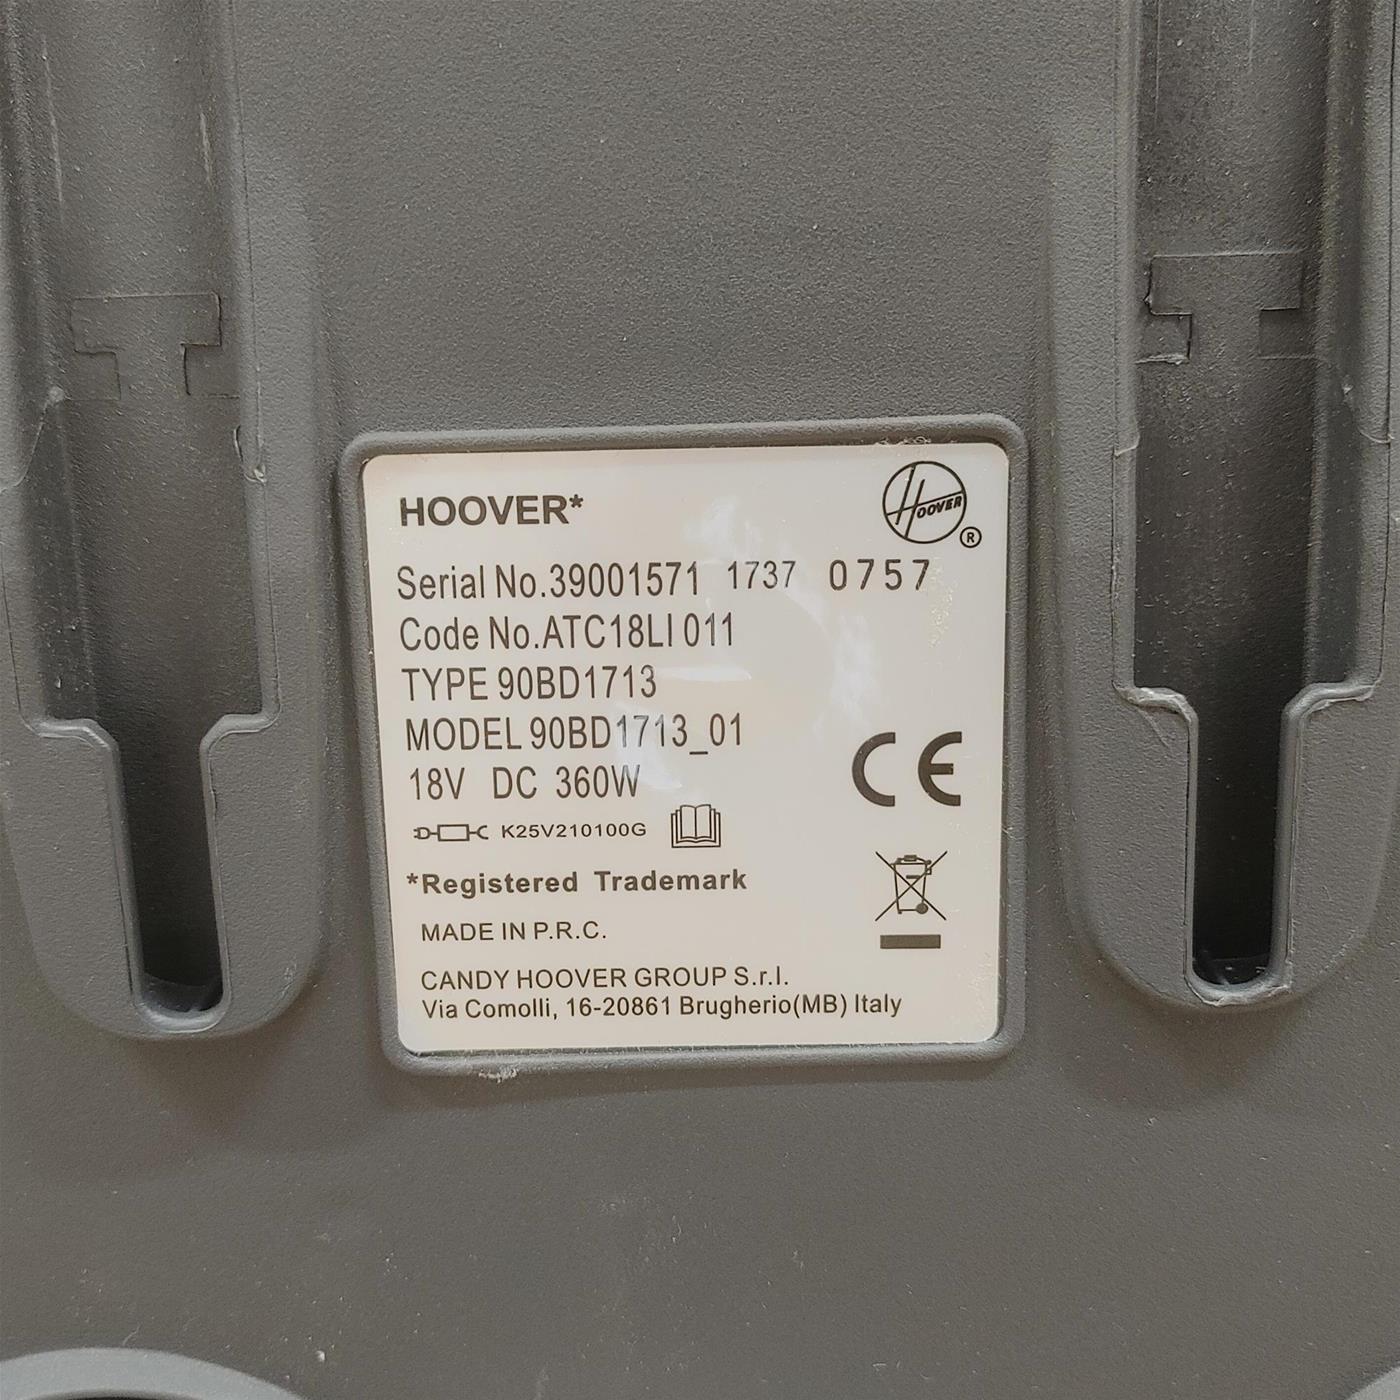 HOOVER*
HOOVER
®
Serial No.39001571 1737 0757
Code No.ATC18LI 011
TYPE 90BD1713
MODEL 90BD1713_01
18V DC 360W
CE
K25V210100G
*Registered Trademark
MADE IN P.R.C.
CANDY HOOVER GROUP S.r.l.
Via Comolli, 16-20861 Brugherio(MB) Italy